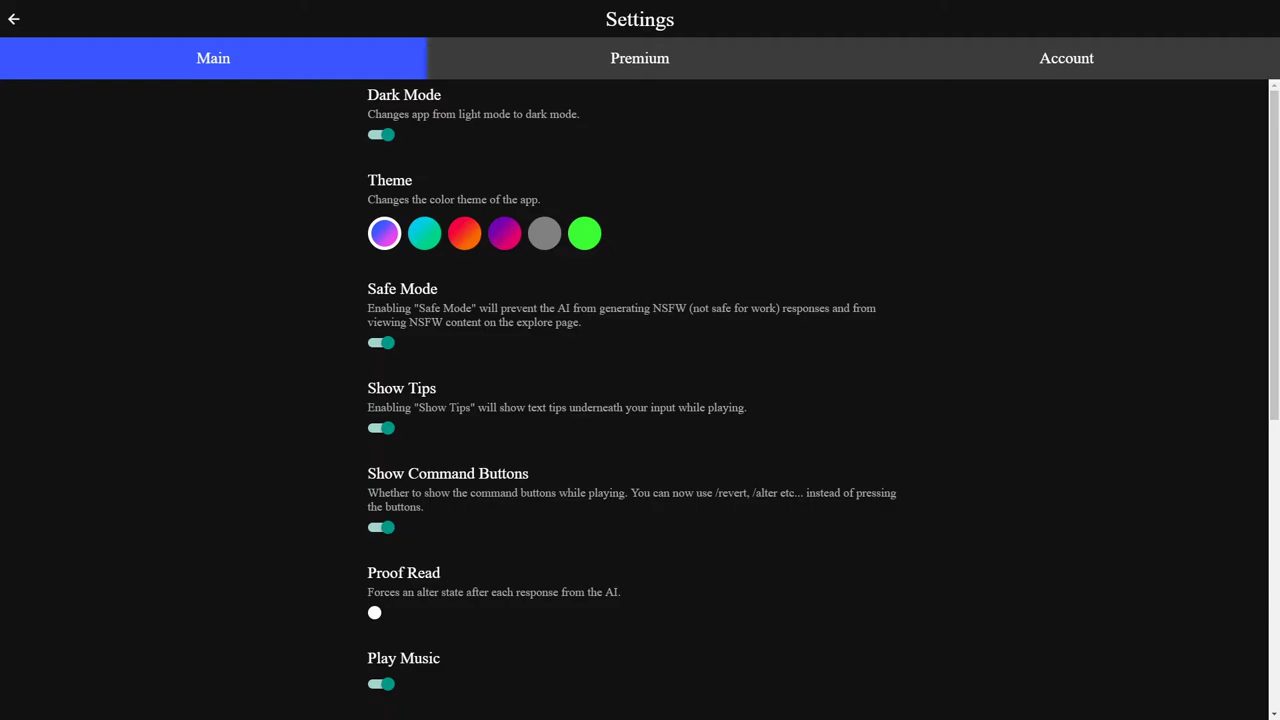 Settings
Main
Premium
Account
Dark Mode
Changes app from light mode to dark mode.
Theme
Changes the color theme of the app.
Safe Mode
Enabling "Safe Mode" will prevent the AI from generating NSFW (not safe for work) responses and from
viewing NSFW content on the explore page.
Show Tips
Enabling "Show Tips" will show text tips underneath your input while playing.
Show Command Buttons
Whether to show the command buttons while playing. You can now use /revert, /alter etc... instead of pressing
the buttons.
Proof Read
Forces an alter state after each response from the AI.
Play Music